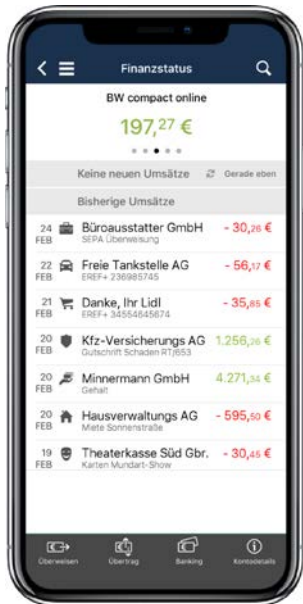 Finanzstatus
BW compact online
197,27 €
Keine neuen Umsätze Gerade eben
Bisherige Umsätze
24 FEB Büroausstatter GmbH - 30,26 €
SEPA Überweisung
22 FEB Freie Tankstelle AG - 56,17 €
EREF+ 236985745
21 FEB Danke, Ihr Lidl - 35,85 €
EREF+ 34554645674
20 FEB Kfz-Versicherungs AG 1.256,26 €
Gutschrift Schaden RTJ653
20 FEB Minnermann GmbH 4.271,34 €
Gehalt
20 FEB Hausverwaltungs AG - 595,50 €
Miete Sonnenstraße
19 FEB Theaterkasse Süd Gbr. - 30,45 €
Karten Mundart-Show
Überweisen Übertrag Banking Kontodetails